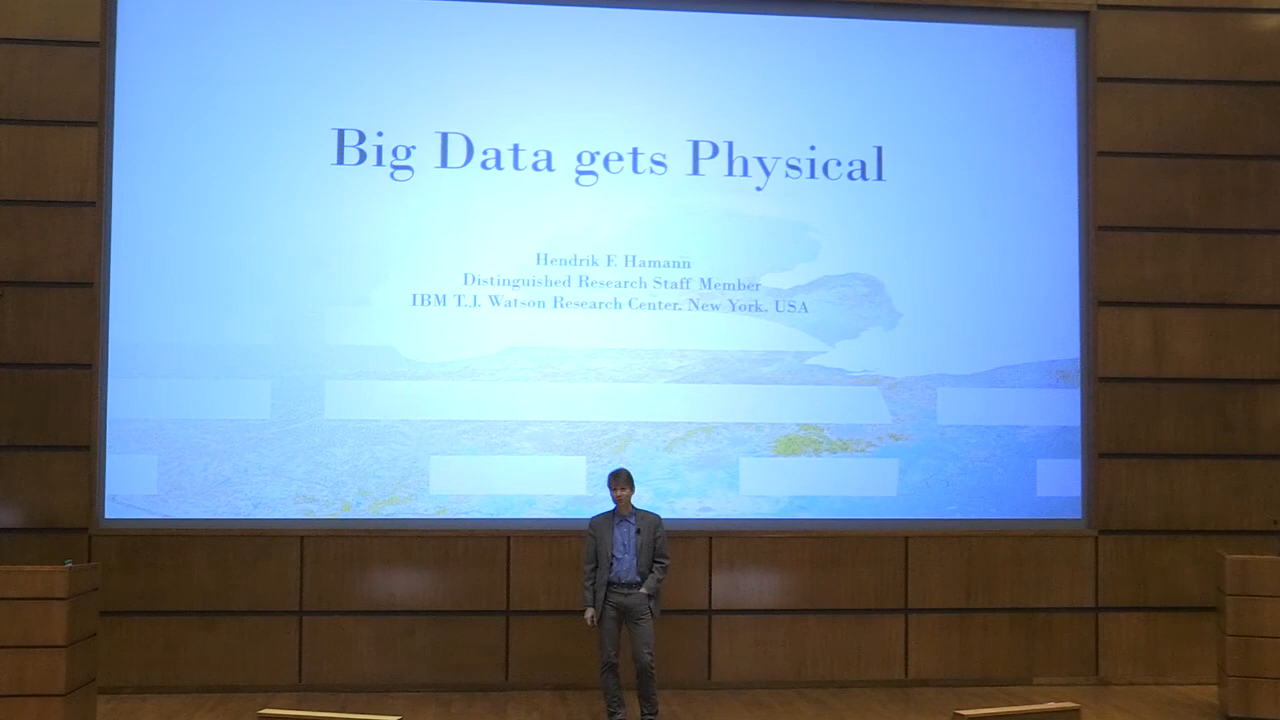 Big Data gets Physical
Hendrik F. Hamann
Distinguished Research Staff Member
IBM T.J. Watson Research Center, New York, USA